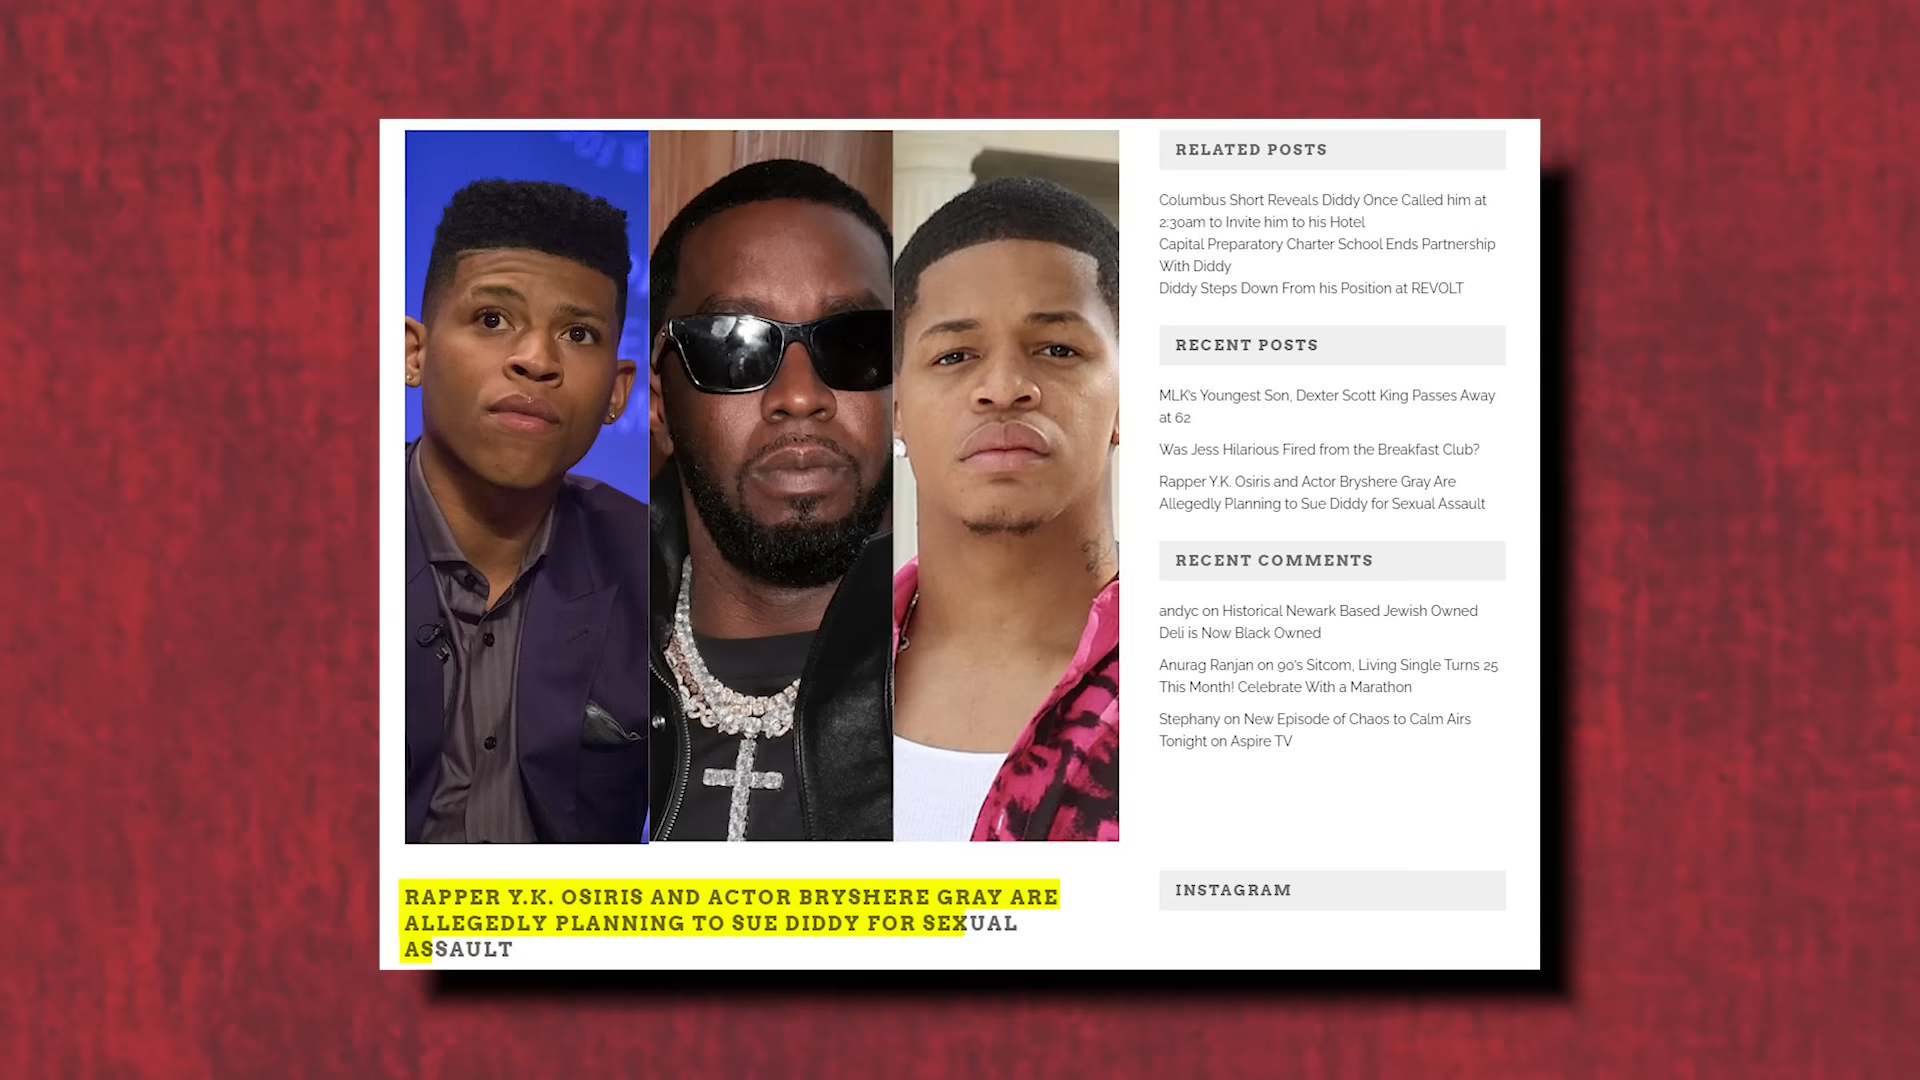 RELATED POSTS
Columbus Short Reveals Diddy Once Called him at
2:30am to Invite him to his Hotel
Capital Preparatory Charter School Ends Partnership
With Diddy
Diddy Steps Down From his Position at REVOLT
RECENT POSTS
MLK's Youngest Son, Dexter Scott King Passes Away
at 62
Was Jess Hilarious Fired from the Breakfast Club?
Rapper Y.K. Osiris and Actor Bryshere Gray Are
Allegedly Planning to Sue Diddy for Sexual Assault
RECENT COMMENTS
andyc on Historical Newark Based Jewish Owned
Deli is Now Black Owned
Anurag Ranjan on 90's Sitcom, Living Single Turns 25
This Month! Celebrate With a Marathon
Stephany on New Episode of Chaos to Calm Airs
Tonight on Aspire TV
INSTAGRAM
RAPPER Y.K. OSIRIS AND ACTOR BRYSHERE GRAY ARE
ALLEGEDLY PLANNING TO SUE DIDDY FOR SEXUAL
ASSAULT